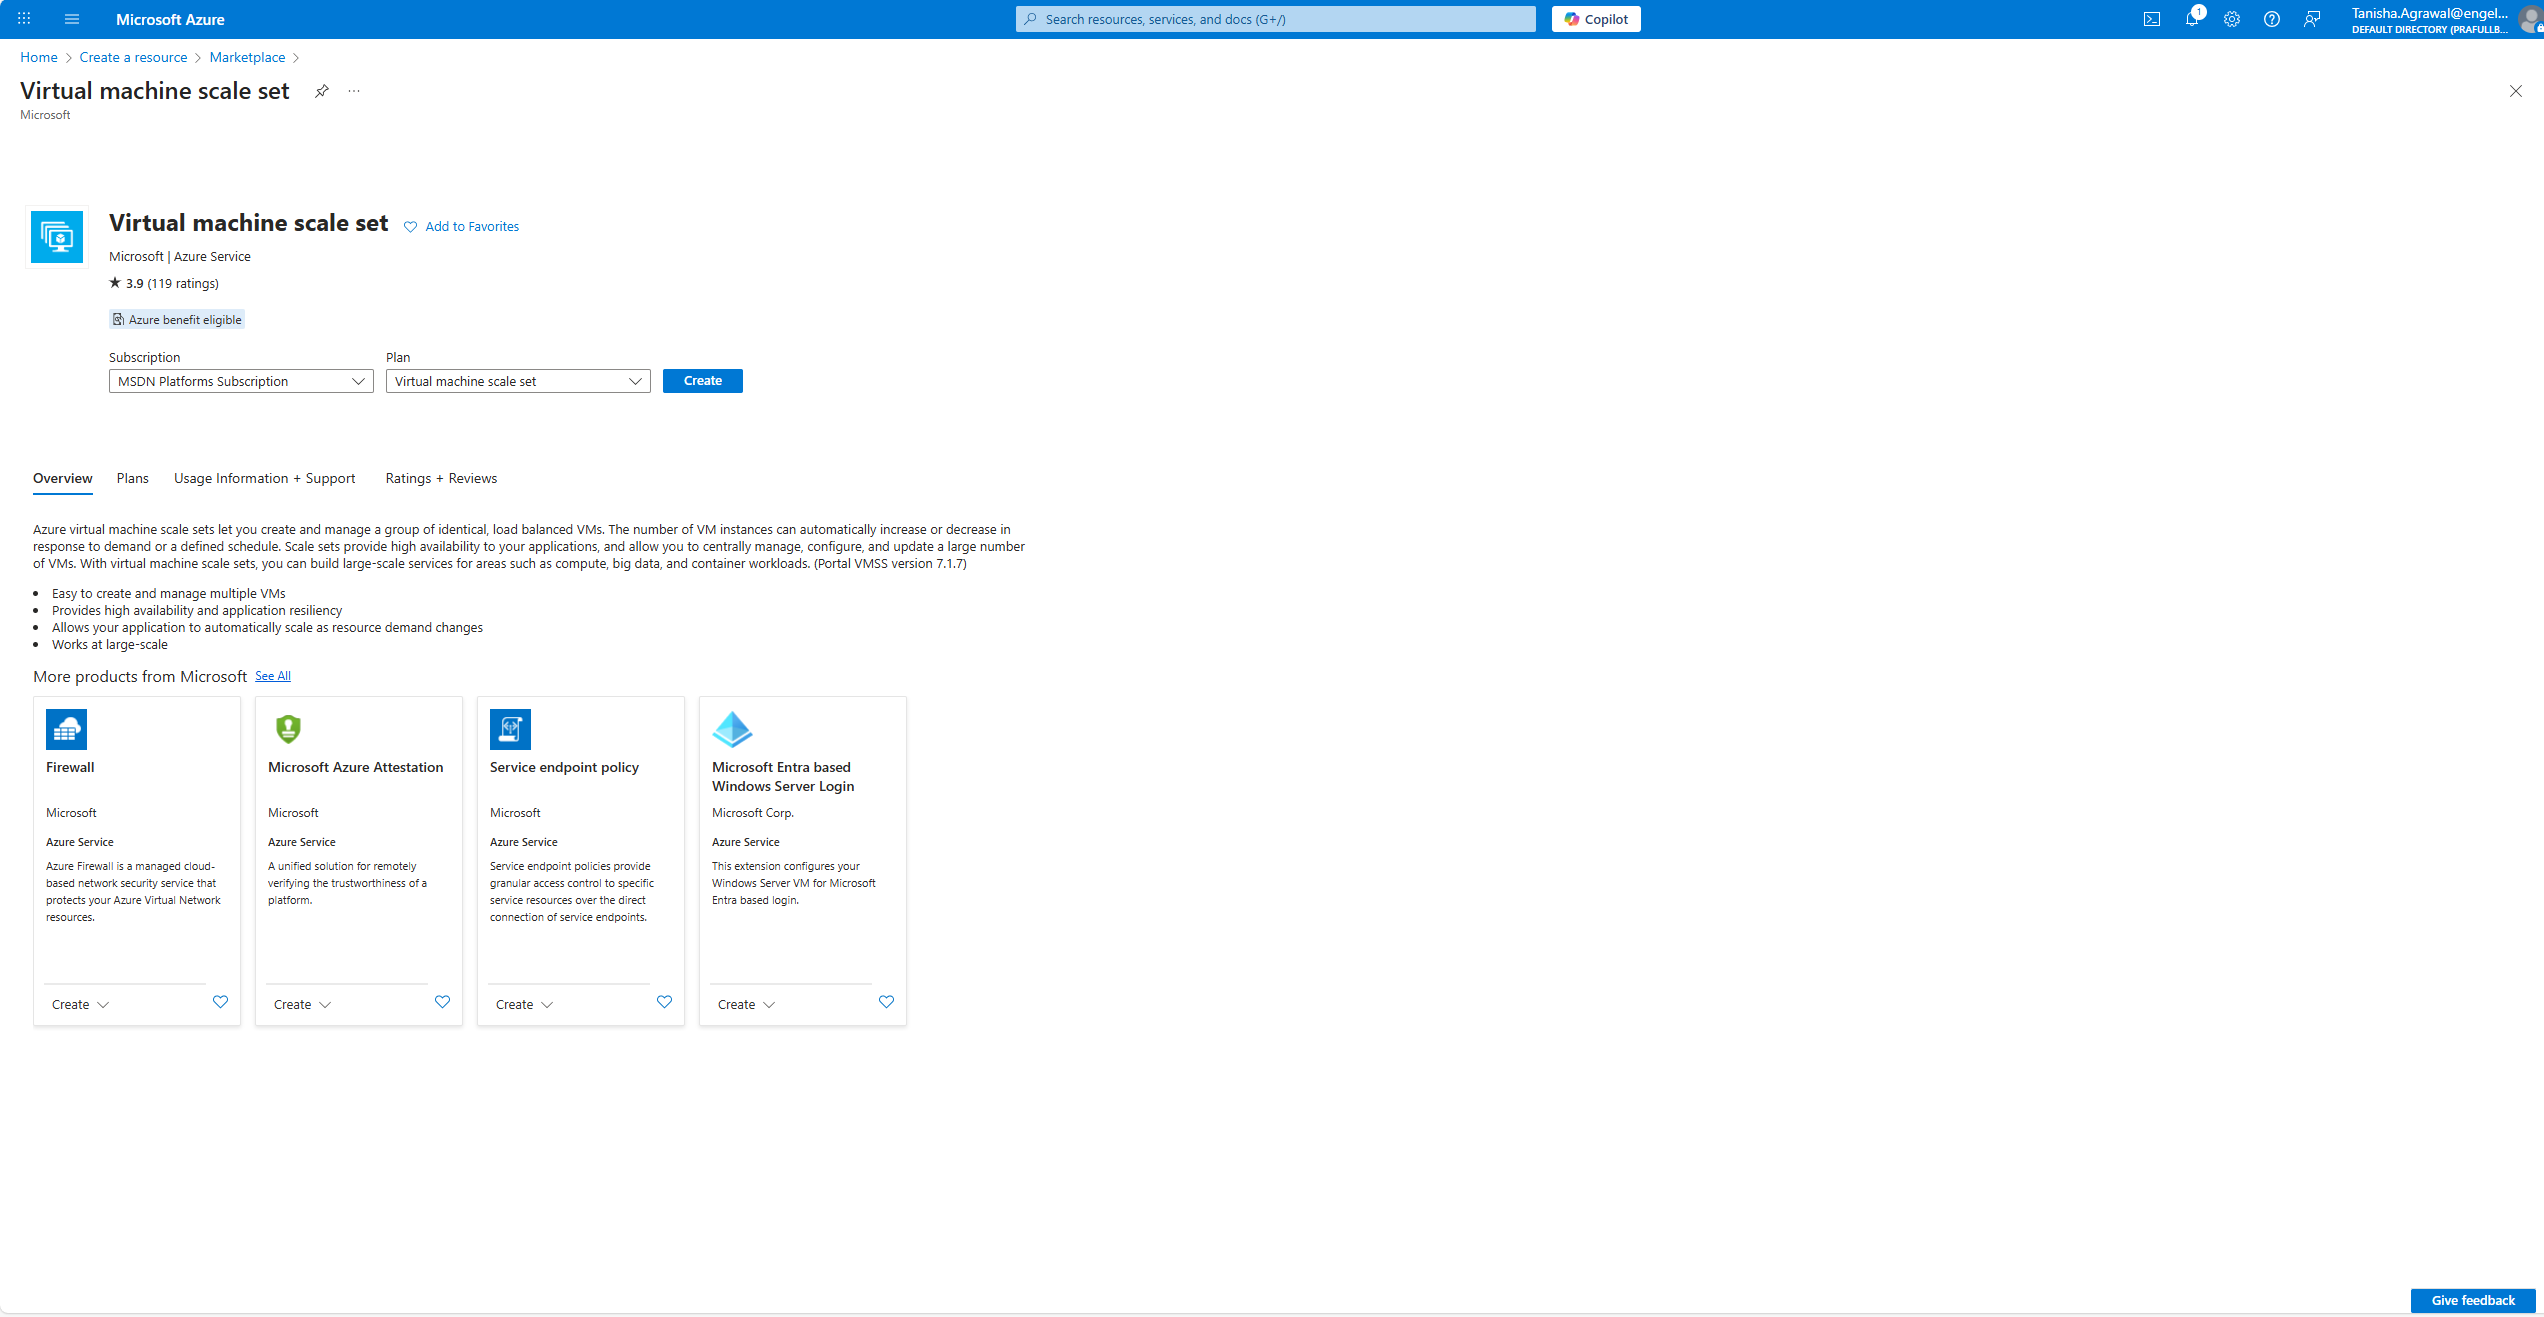 Microsoft Azure
Search resources, services, and docs (G+/)
Copilot
1
Tanisha.Agrawal@engel...
DEFAULT DIRECTORY (PRAFULLB...
Home > Create a resource > Marketplace >
Virtual machine scale set
Microsoft
Virtual machine scale set
Add to Favorites
Microsoft | Azure Service
★ 3.9 (119 ratings)
Azure benefit eligible
Subscription
Plan
MSDN Platforms Subscription
Virtual machine scale set
Create
Overview
Plans
Usage Information + Support
Ratings + Reviews
Azure virtual machine scale sets let you create and manage a group of identical, load balanced VMs. The number of VM instances can automatically increase or decrease in
response to demand or a defined schedule. Scale sets provide high availability to your applications, and allow you to centrally manage, configure, and update a large number
of VMs. With virtual machine scale sets, you can build large-scale services for areas such as compute, big data, and container workloads. (Portal VMSS version 7.1.7)
• Easy to create and manage multiple VMs
• Provides high availability and application resiliency
• Allows your application to automatically scale as resource demand changes
• Works at large-scale
More products from Microsoft See All
Firewall
Microsoft
Azure Service
Azure Firewall is a managed cloud-
based network security service that
protects your Azure Virtual Network
resources.
Create
Microsoft Azure Attestation
Microsoft
Azure Service
A unified solution for remotely
verifying the trustworthiness of a
platform.
Create
Service endpoint policy
Microsoft
Azure Service
Service endpoint policies provide
granular access control to specific
service resources over the direct
connection of service endpoints.
Create
Microsoft Entra based
Windows Server Login
Microsoft Corp.
Azure Service
This extension configures your
Windows Server VM for Microsoft
Entra based login.
Create
Give feedback